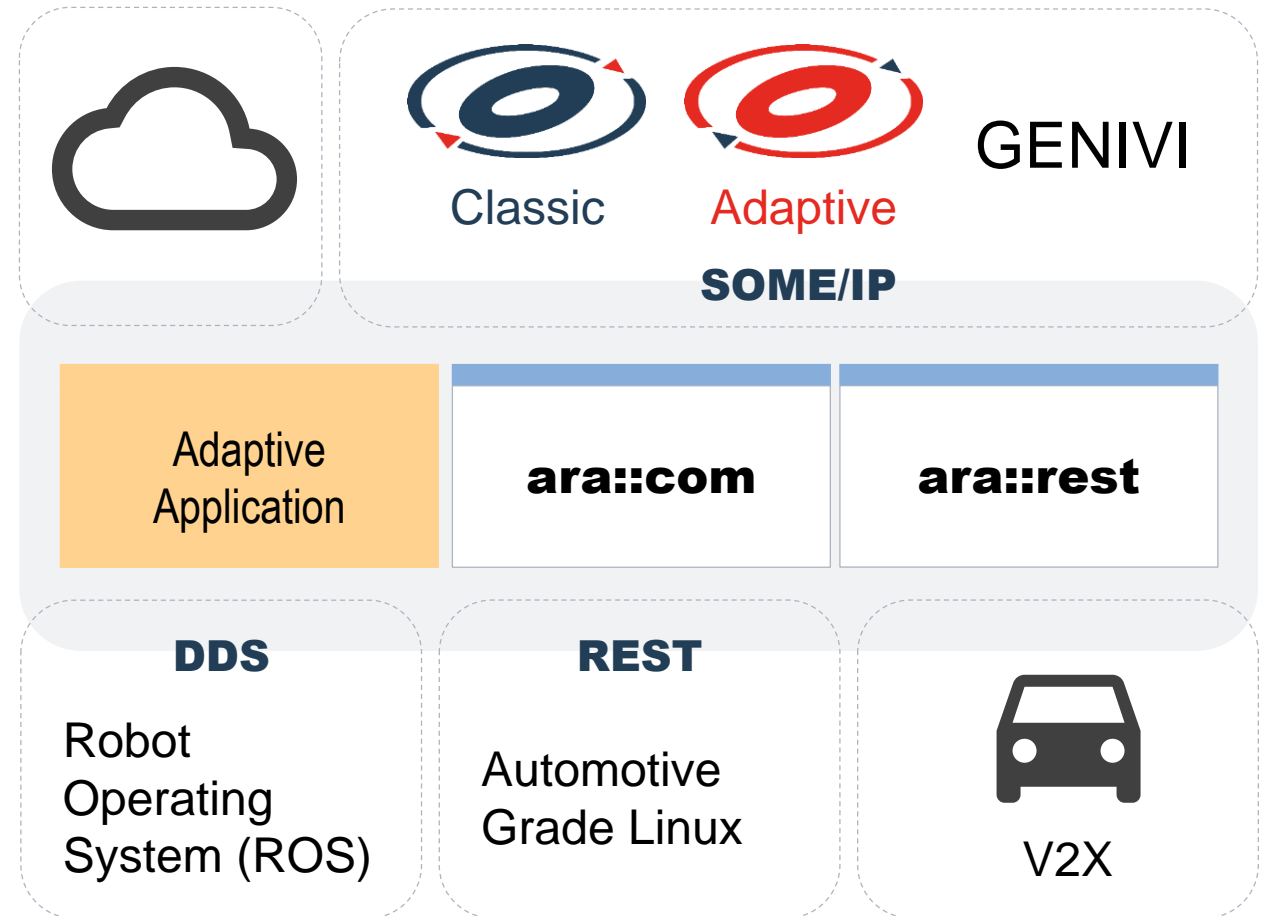 Classic
Adaptive
GENIVI
SOME/IP
Adaptive
Application
ara::com
ara::rest
DDS
Robot
Operating
System (ROS)
REST
Automotive
Grade Linux
V2X